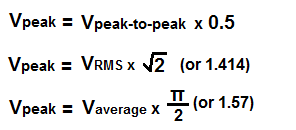 Vpeak = Vpeak-to-peak x 0.5
Vpeak = VRMS x √2 (or 1.414)
Vpeak = Vaverage x π/2 (or 1.57)